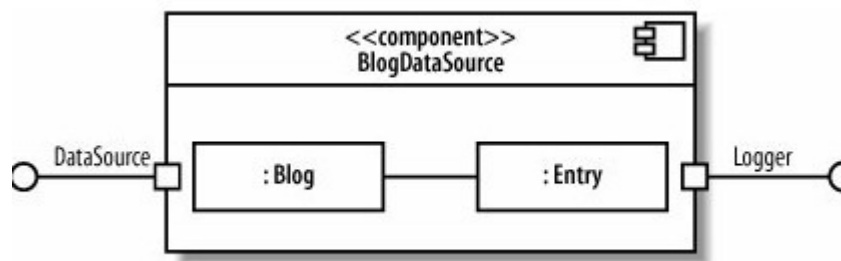 <<component>>
BlogDataSource
DataSource
: Blog
: Entry
Logger